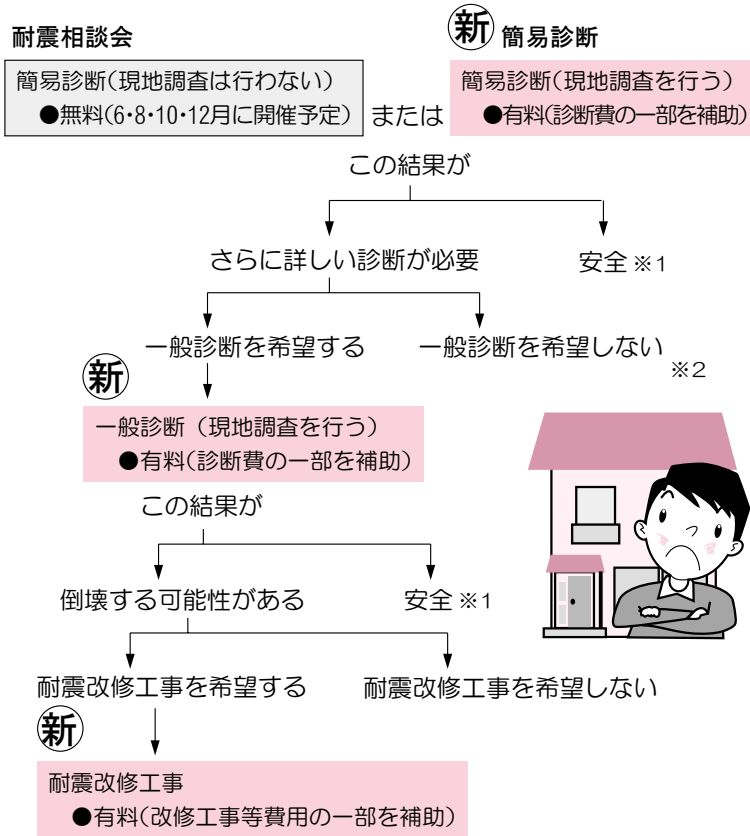 耐震相談会
簡易診断(現地調査は行わない)
●無料(6・8・10・12月に開催予定)
または
新 簡易診断
簡易診断(現地調査を行う)
●有料(診断費の一部を補助)
この結果が
さらに詳しい診断が必要
安全 ※1
一般診断を希望する
一般診断を希望しない
※2
新
一般診断（現地調査を行う）
●有料(診断費の一部を補助)
この結果が
倒壊する可能性がある
安全 ※1
耐震改修工事を希望する
耐震改修工事を希望しない
新
耐震改修工事
●有料(改修工事等費用の一部を補助)